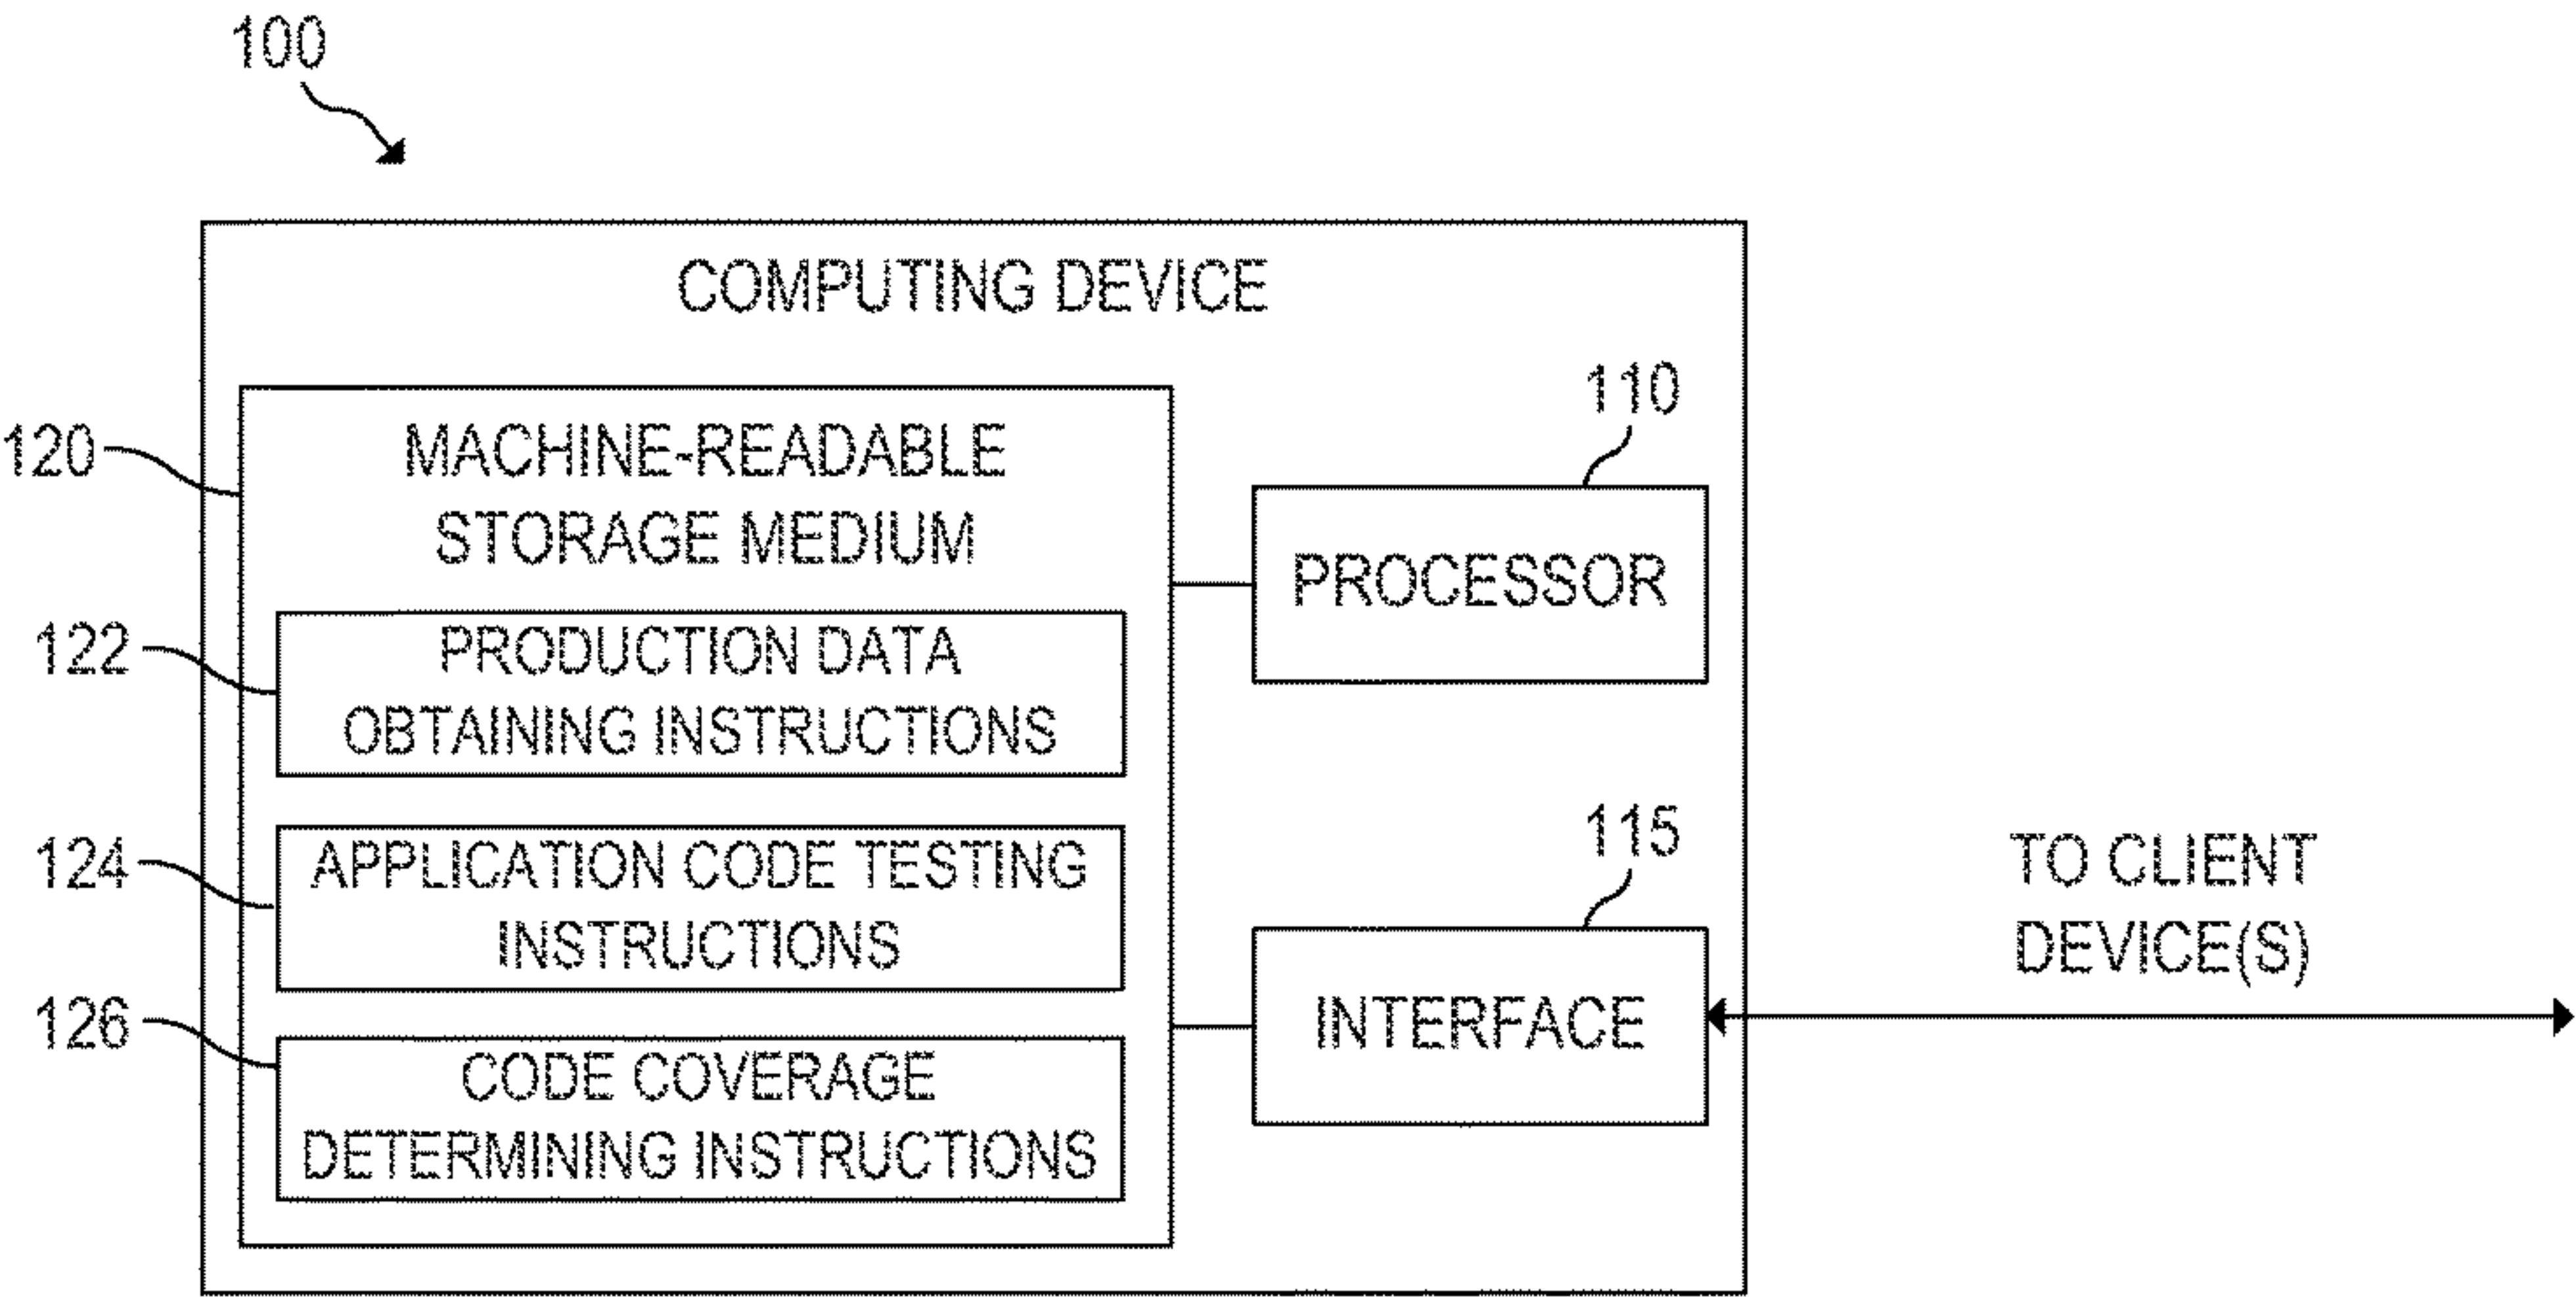 100
COMPUTING DEVICE
120
MACHINE-READABLE
STORAGE MEDIUM
110
PROCESSOR
122
PRODUCTION DATA
OBTAINING INSTRUCTIONS
124
APPLICATION CODE TESTING
INSTRUCTIONS
115
INTERFACE
TO CLIENT
DEVICE(S)
126
CODE COVERAGE
DETERMINING INSTRUCTIONS